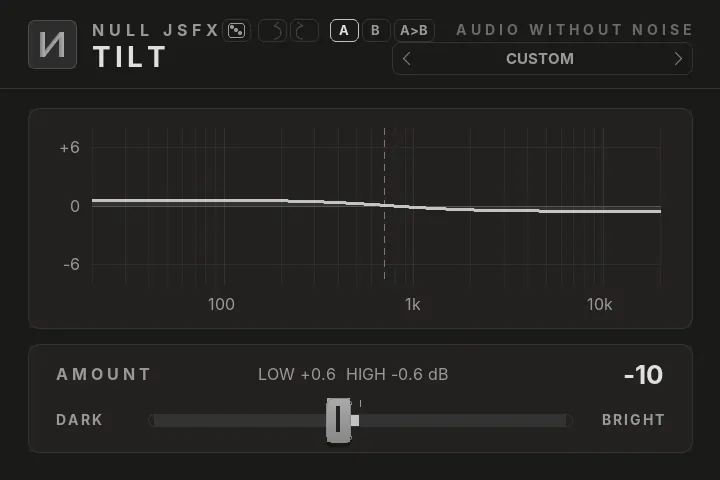 NULL JSFX
A B A>B
AUDIO WITHOUT NOISE
TILT
CUSTOM
+6
0
-6
100 1k 10k
AMOUNT LOW +0.6 HIGH -0.6 dB -10
DARK BRIGHT